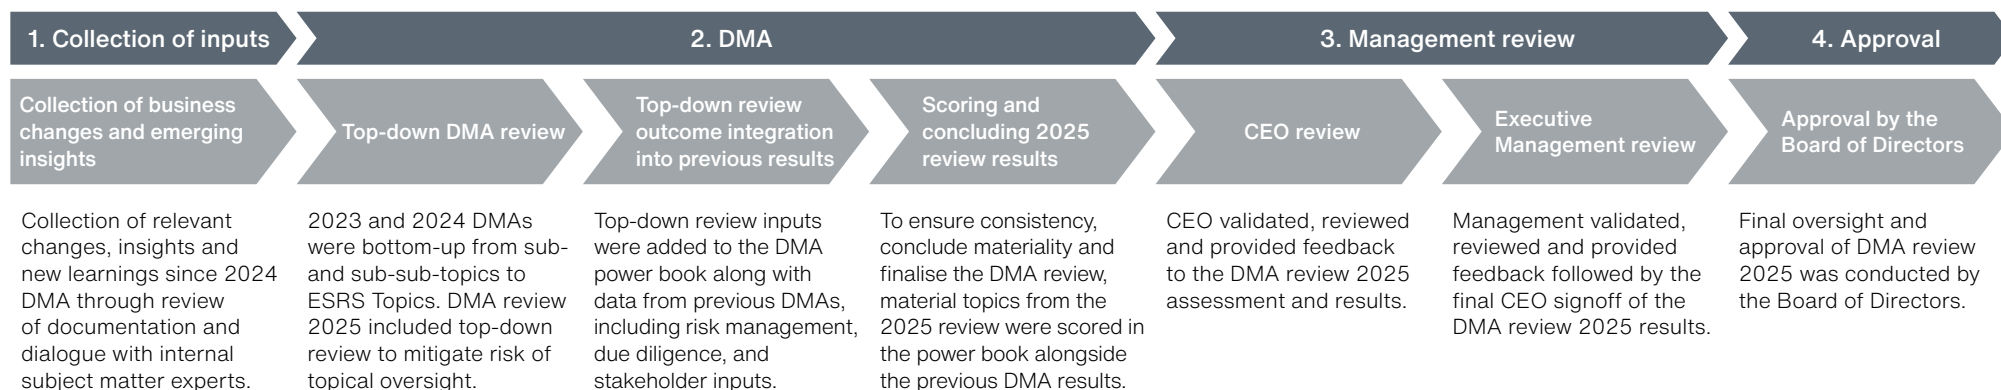 1. Collection of inputs
2. DMA
3. Management review
4. Approval
Collection of business
changes and emerging
insights
Top-down DMA review
Top-down review
outcome integration
into previous results
Scoring and
concluding 2025
review results
CEO review
Executive
Management review
Approval by the
Board of Directors
Collection of relevant
changes, insights and
new learnings since 2024
DMA through review
of documentation and
dialogue with internal
subject matter experts.
2023 and 2024 DMAs
were bottom-up from sub-
and sub-sub-topics to
ESRS Topics. DMA review
2025 included top-down
review to mitigate risk of
topical oversight.
Top-down review inputs
were added to the DMA
power book along with
data from previous DMAs,
including risk management,
due diligence, and
stakeholder inputs.
To ensure consistency,
conclude materiality and
finalise the DMA review,
material topics from the
2025 review were scored in
the power book alongside
the previous DMA results.
CEO validated, reviewed
and provided feedback
to the DMA review 2025
assessment and results.
Management validated,
reviewed and provided
feedback followed by the
final CEO signoff of the
DMA review 2025 results.
Final oversight and
approval of DMA review
2025 was conducted by
the Board of Directors.